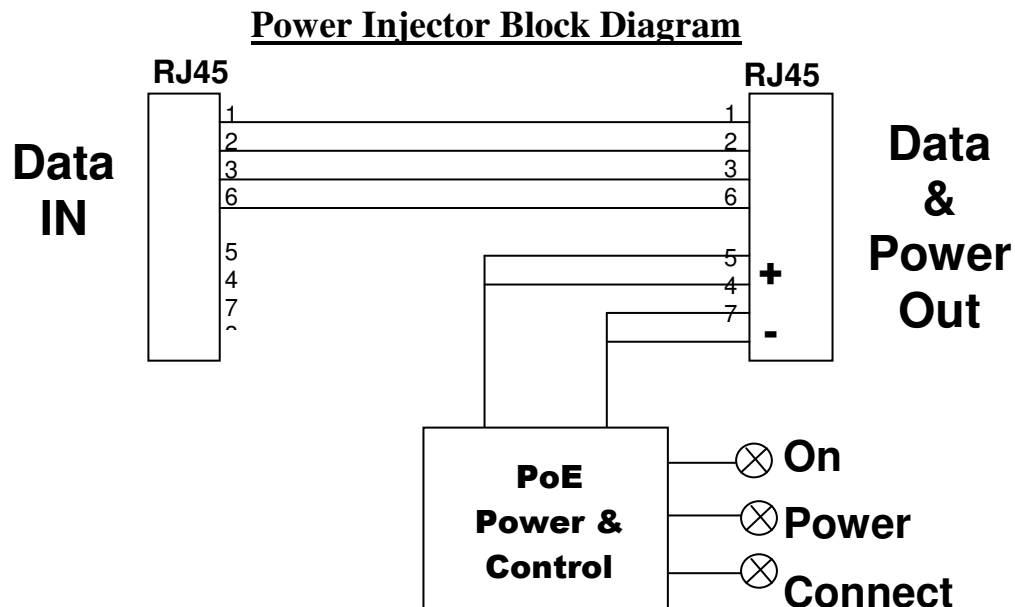 Power Injector Block Diagram
RJ45
RJ45
Data
IN
1
2
3
6
5
4
7
1
2
3
6
5
4
7
+
-
Data
&
Power
Out
PoE
Power &
Control
On
Power
Connect